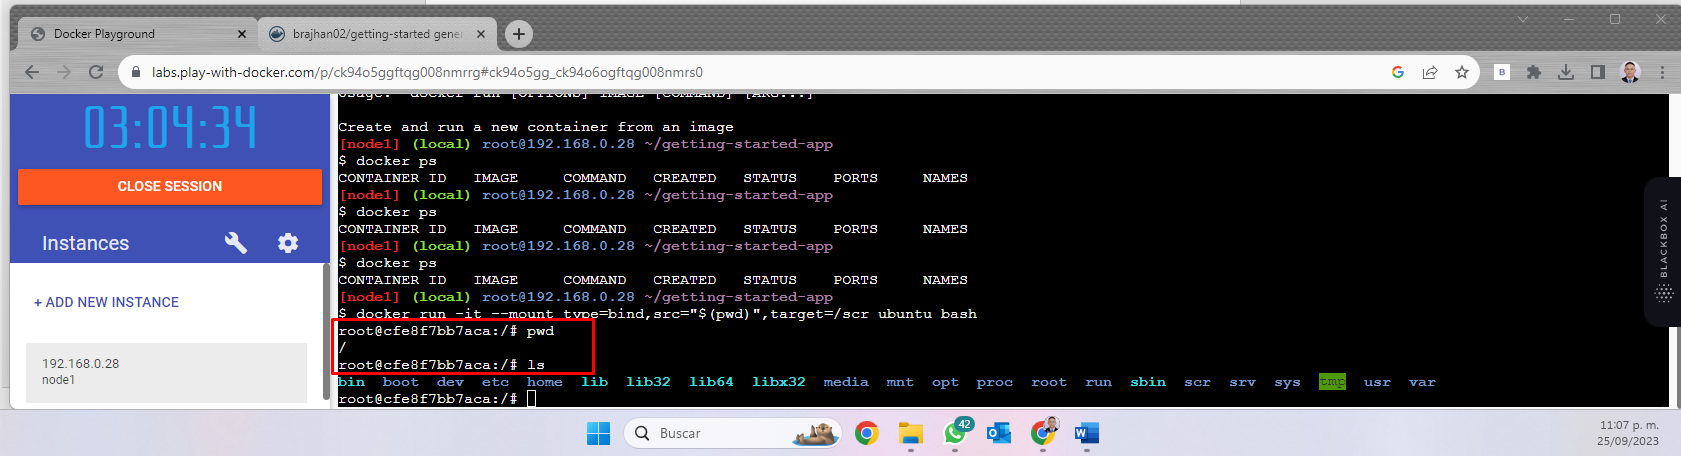 Docker Playground
brajhan02/getting-started gener
labs.play-with-docker.com/p/ck94o5ggftqg008nmrrg#ck94o5gg_ck94o6ogftqg008nmrs0
03:04:34
CLOSE SESSION
Instances
+ ADD NEW INSTANCE
192.168.0.28
node1
Usage:  docker run [OPTIONS] IMAGE [COMMAND] [ARG...]
Create and run a new container from an image
[node1] (local) root@192.168.0.28 ~/getting-started-app
$ docker ps
CONTAINER ID   IMAGE     COMMAND   CREATED   STATUS    PORTS     NAMES
[node1] (local) root@192.168.0.28 ~/getting-started-app
$ docker ps
CONTAINER ID   IMAGE     COMMAND   CREATED   STATUS    PORTS     NAMES
[node1] (local) root@192.168.0.28 ~/getting-started-app
$ docker ps
CONTAINER ID   IMAGE     COMMAND   CREATED   STATUS    PORTS     NAMES
[node1] (local) root@192.168.0.28 ~/getting-started-app
$ docker run -it --mount type=bind,src="$(pwd)",target=/scr ubuntu bash
root@cfe8f7bb7aca:/# pwd
/
root@cfe8f7bb7aca:/# ls
bin  boot  dev  etc  home  lib  lib32  lib64  libx32  media  mnt  opt  proc  root  run  sbin  scr  srv  sys  tmp  usr  var
root@cfe8f7bb7aca:/#
BLACKBOX AI
Buscar
42
11:07 p. m.
25/09/2023